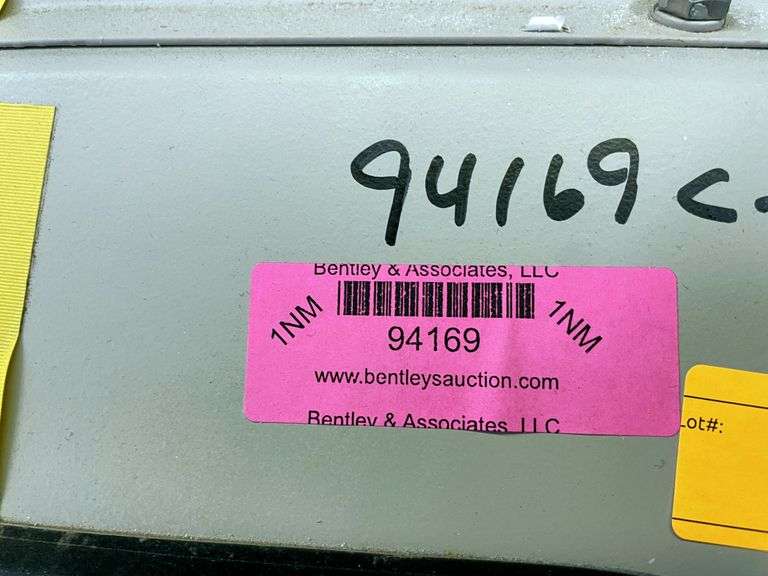 94169 C-
Bentley & Associates, LLC
1NM
1NM
94169
www.bentleysauction.com
Bentley & Associates, LLC
Lot#: